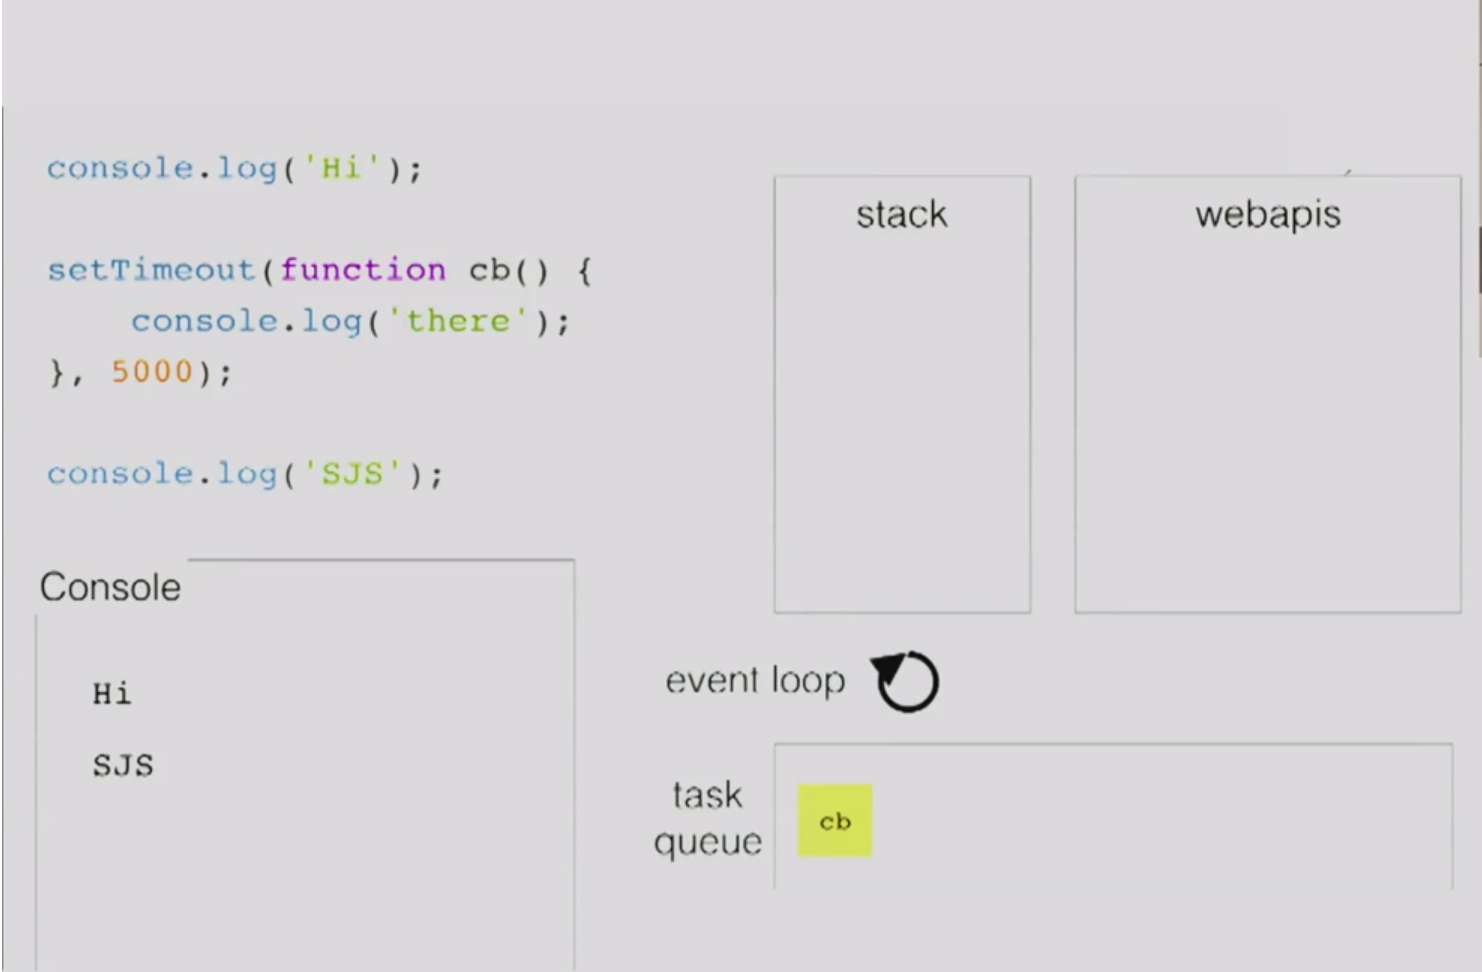 console.log('Hi');
setTimeout(function cb() {
    console.log('there');
}, 5000);
console.log('SJS');
Console
Hi
SJS
stack
webapis
event loop
task
queue
cb